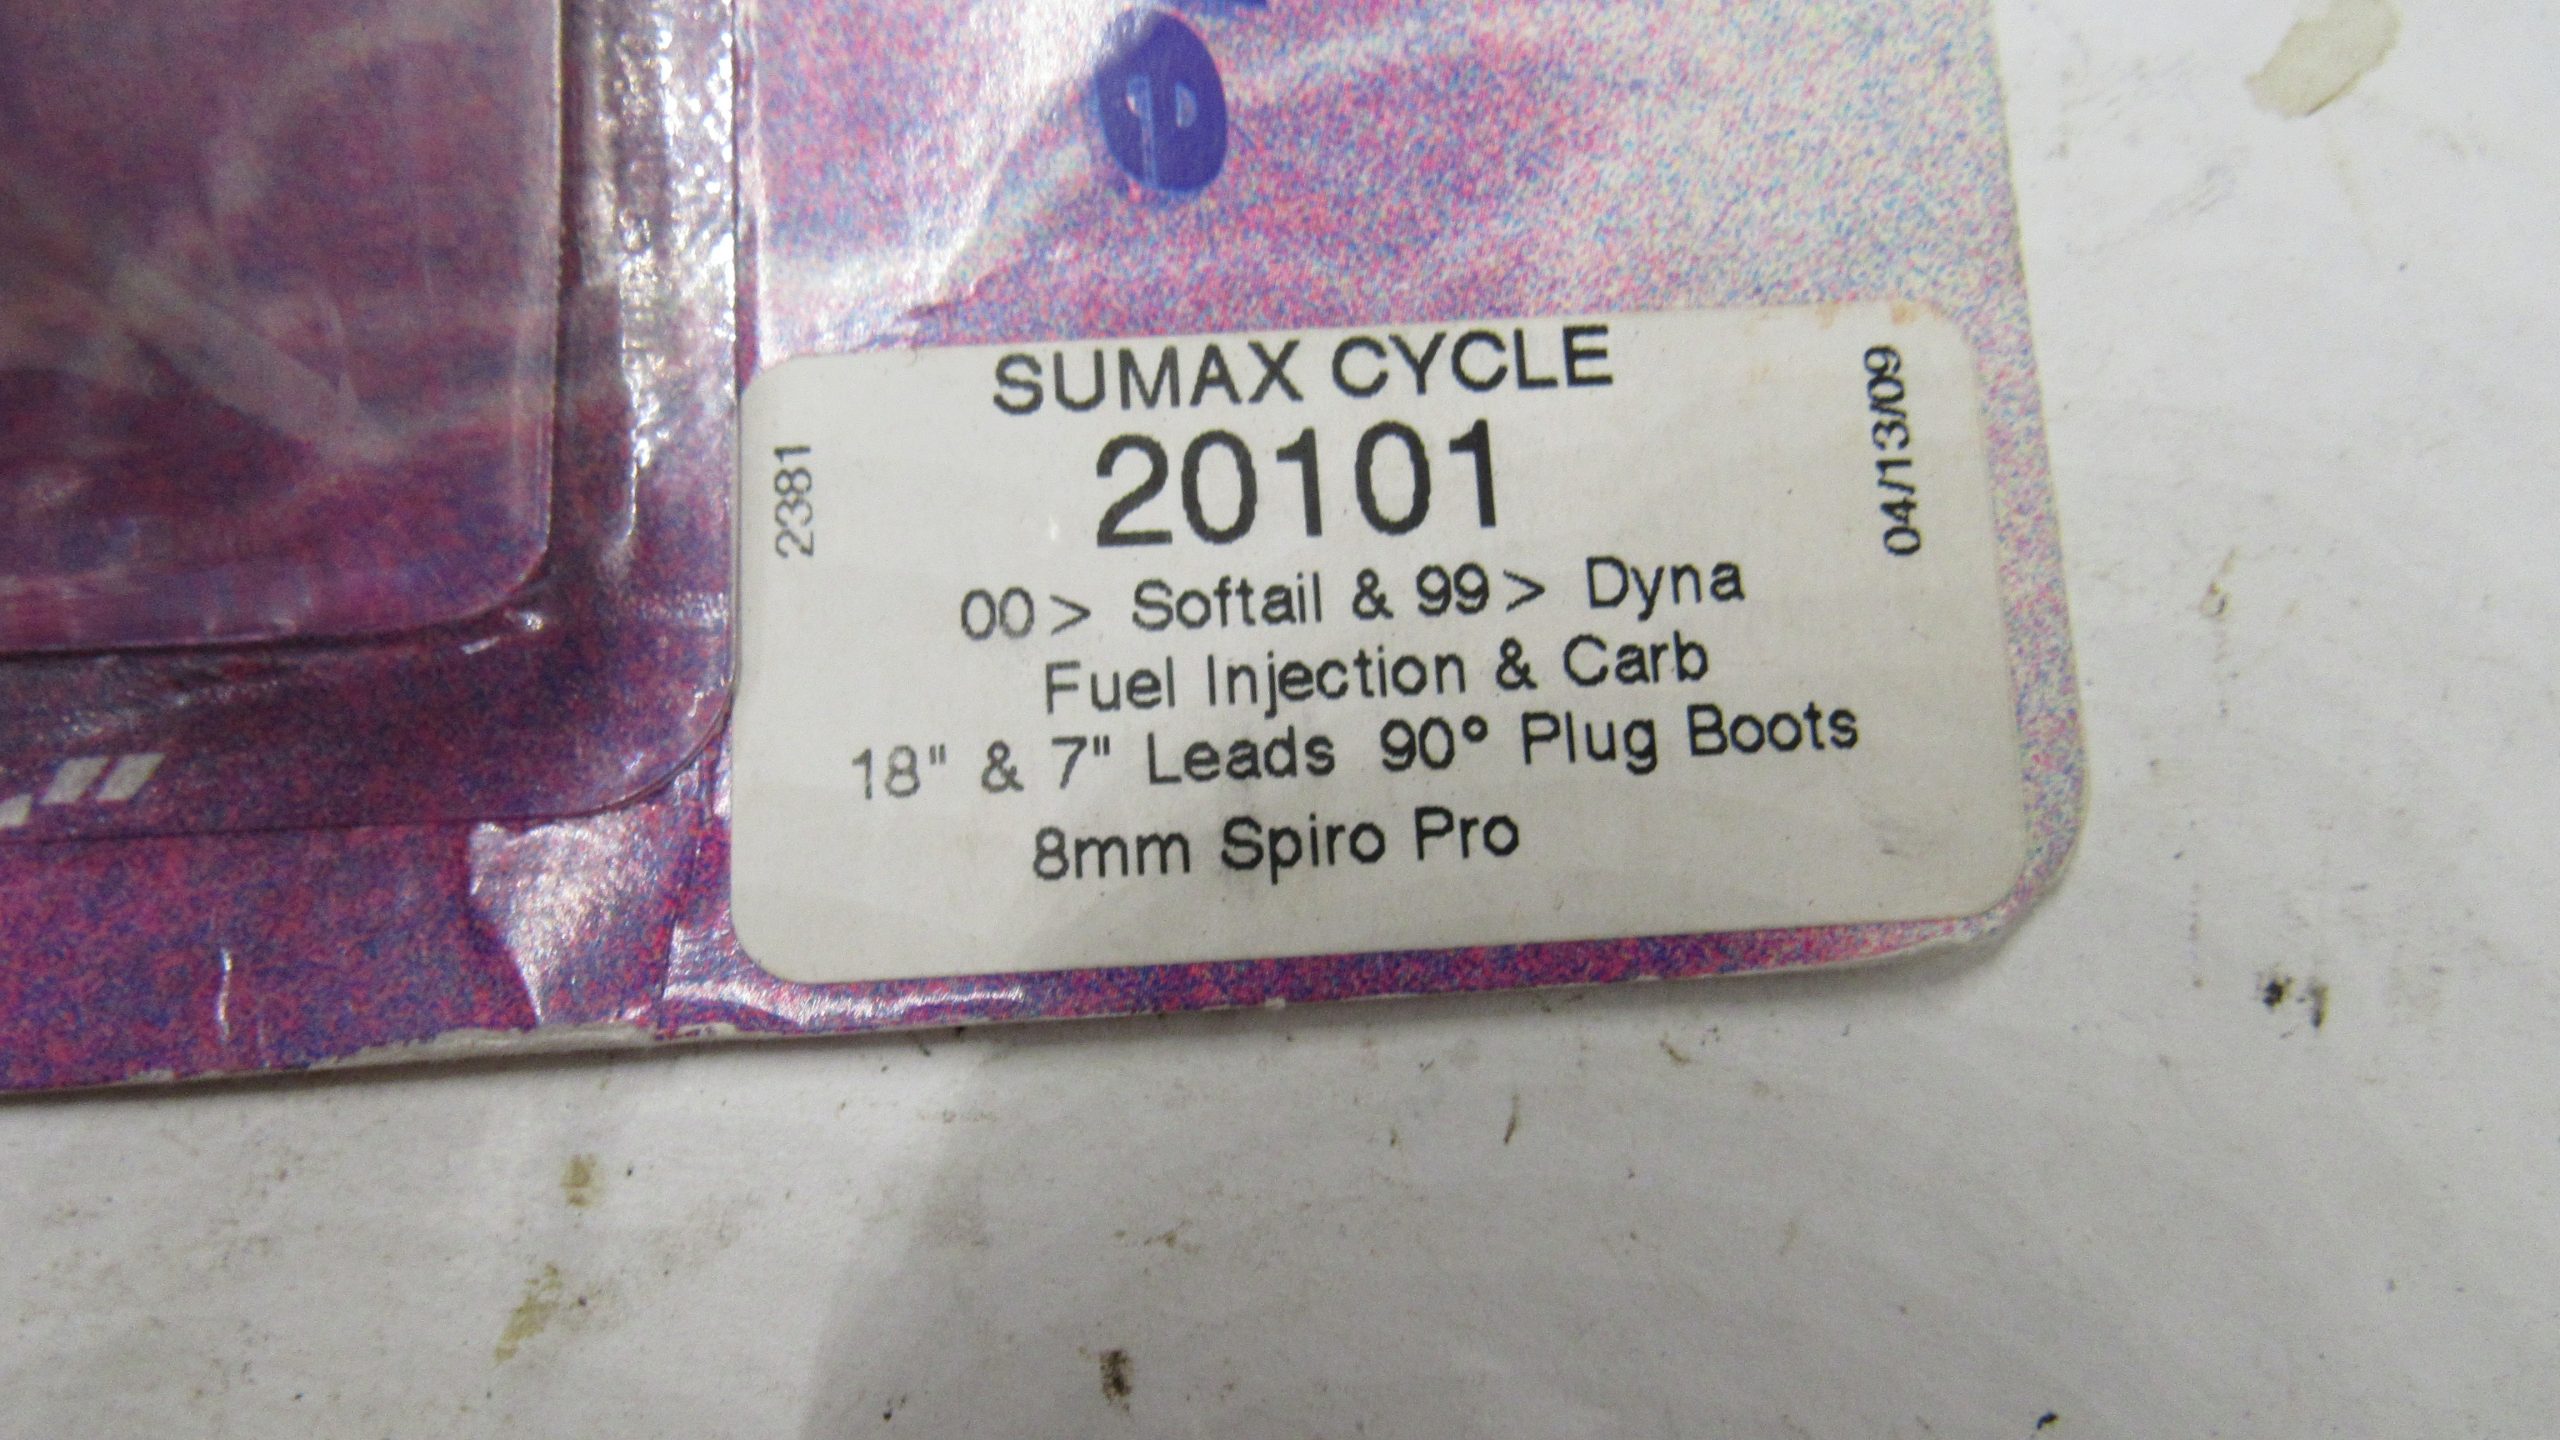 SUMAX CYCLE
20101
00> Softail & 99> Dyna
Fuel Injection & Carb
18" & 7" Leads 90° Plug Boots
8mm Spiro Pro
23381
04/13/09